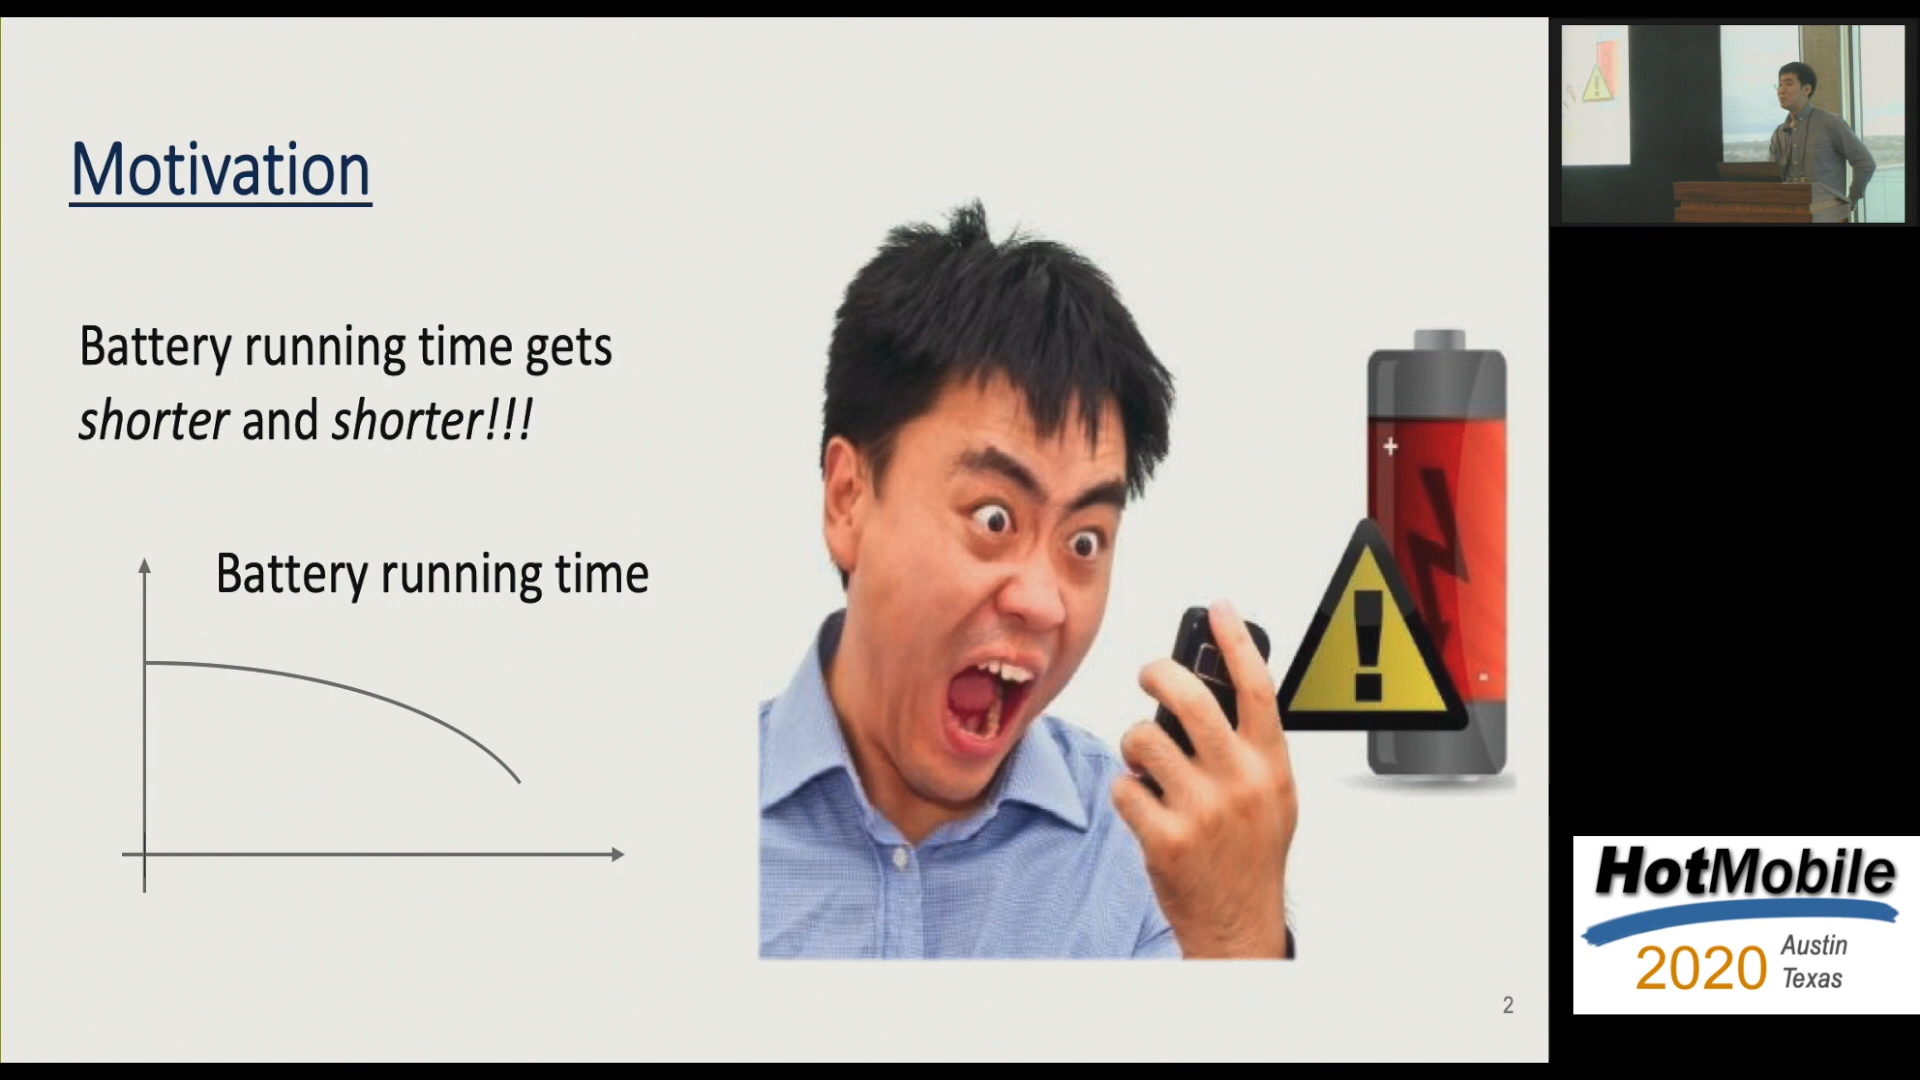 Motivation
Battery running time gets
shorter and shorter!!!
Battery running time
+
!
-
2
HotMobile
2020 Austin
Texas